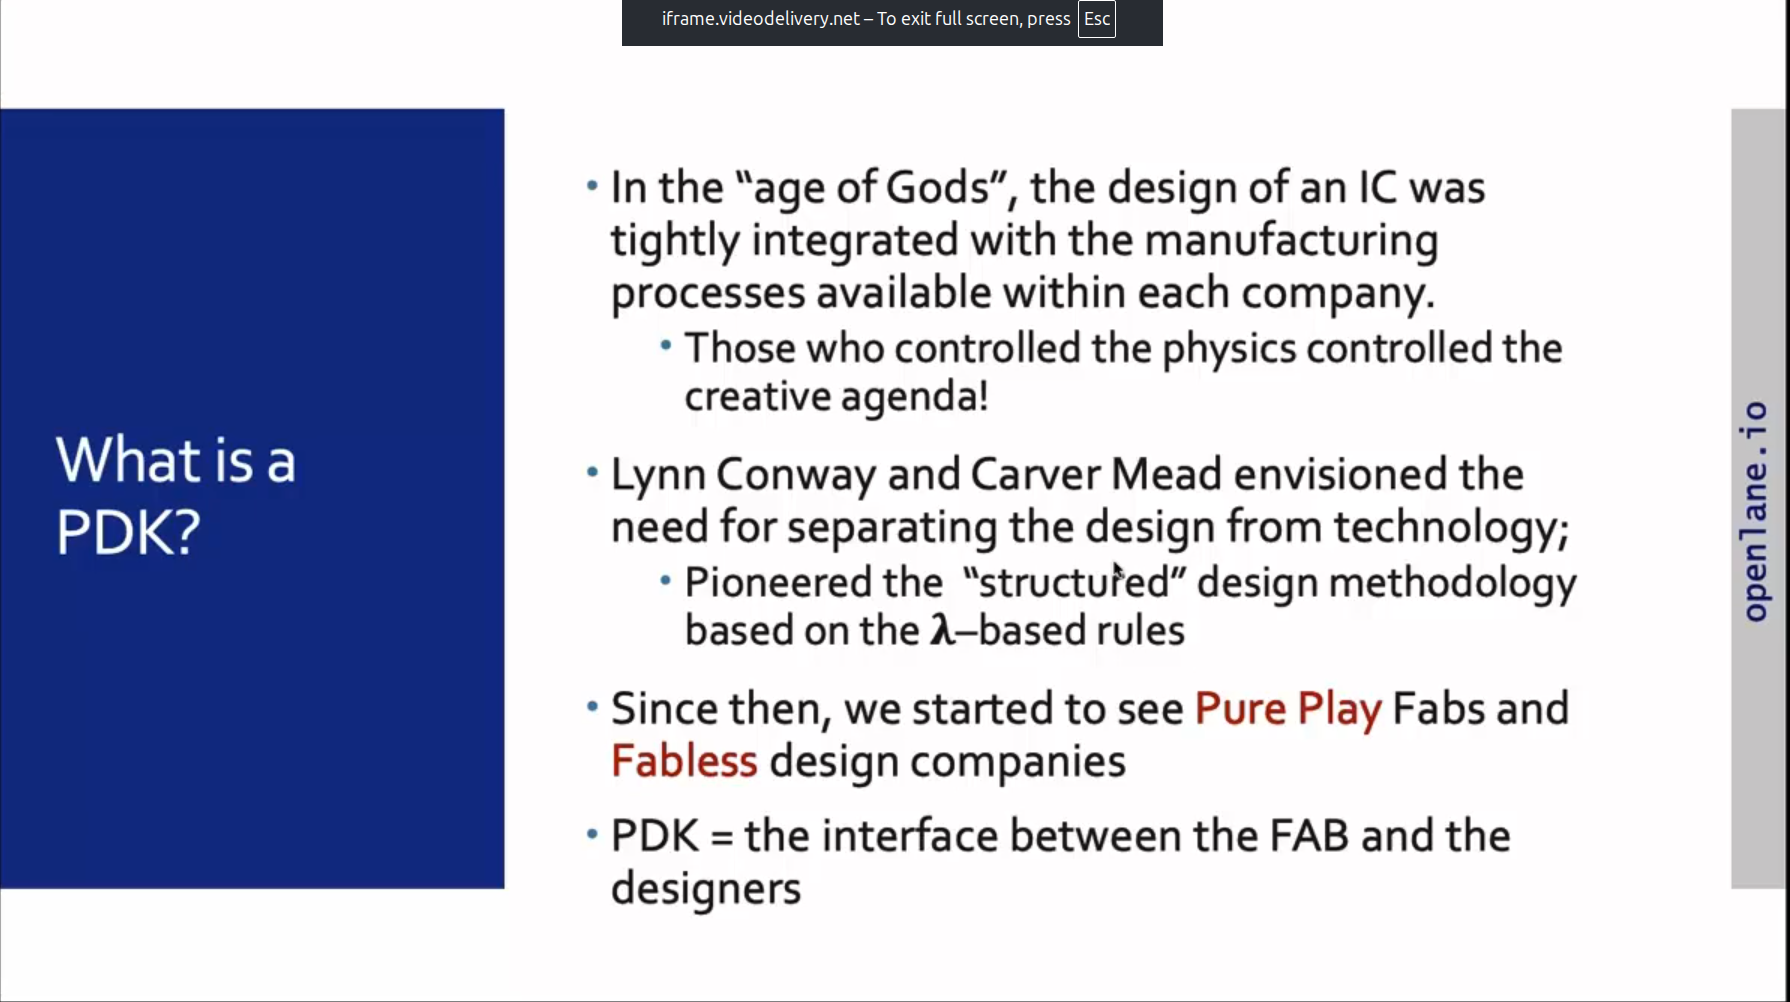 iframe.videodelivery.net – To exit full screen, press Esc
What is a
PDK?
• In the “age of Gods”, the design of an IC was
tightly integrated with the manufacturing
processes available within each company.
• Those who controlled the physics controlled the
creative agenda!
• Lynn Conway and Carver Mead envisioned the
need for separating the design from technology;
• Pioneered the “structured” design methodology
based on the λ–based rules
• Since then, we started to see Pure Play Fabs and
Fabless design companies
• PDK = the interface between the FAB and the
designers
openlane.io